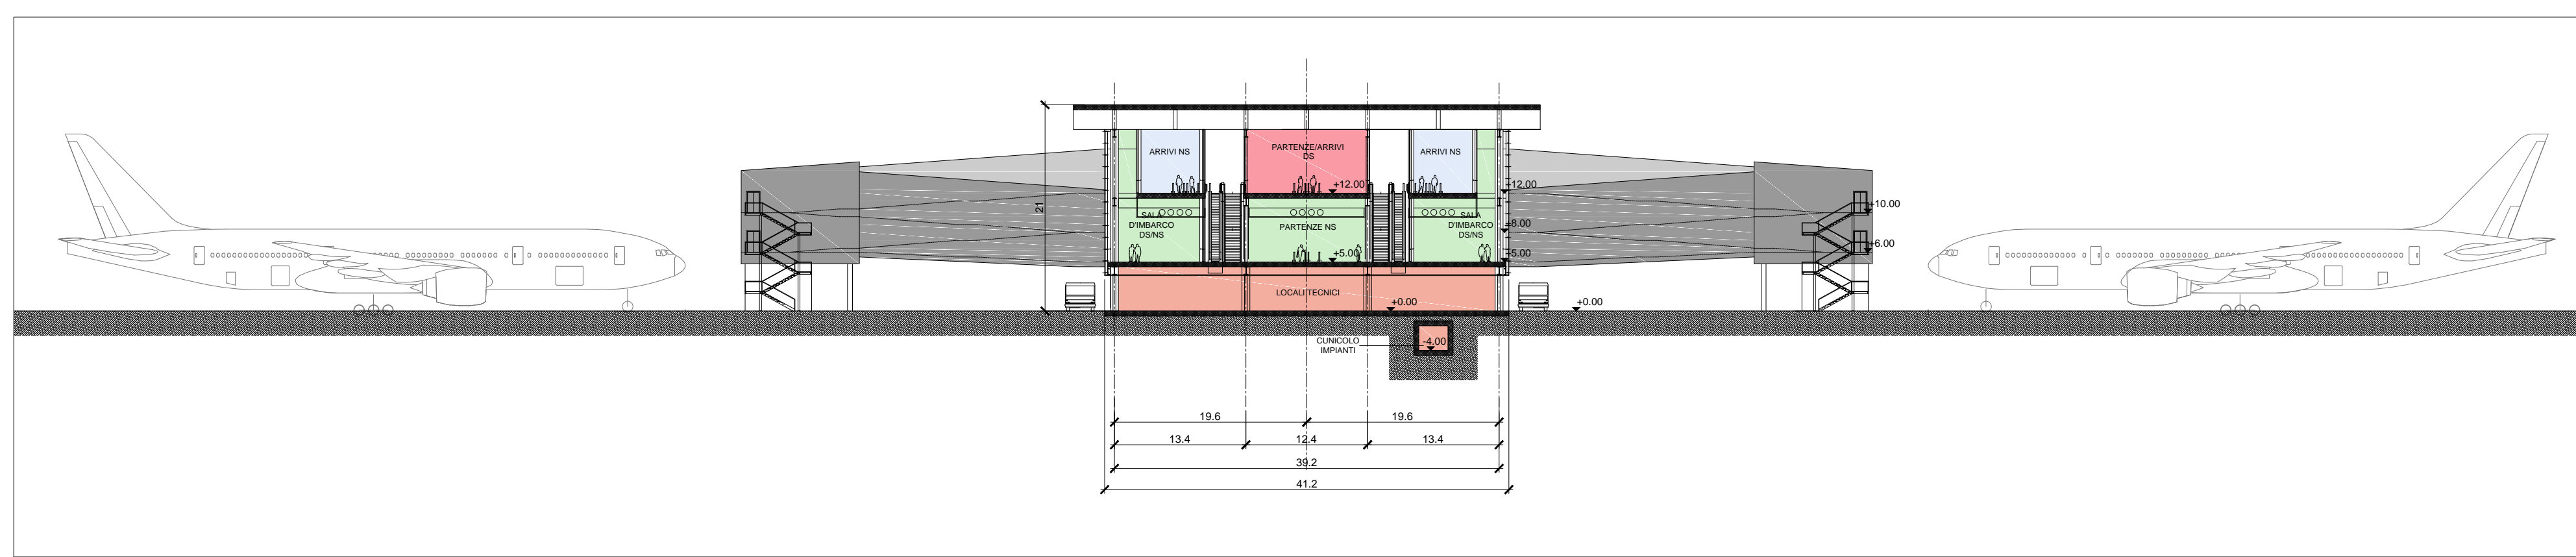 ARRIVI NS
PARTENZE/ARRIVI
DS
ARRIVI NS
+12.00
+12.00
21
+10.00
SALA
D'IMBARCO
DS/NS
PARTENZE NS
SALA
D'IMBARCO
DS/NS
+8.00
+6.00
+5.00
+5.00
LOCALI TECNICI
+0.00
+0.00
CUNICOLO
IMPIANTI
-4.00
19.6
19.6
13.4
12.4
13.4
39.2
41.2